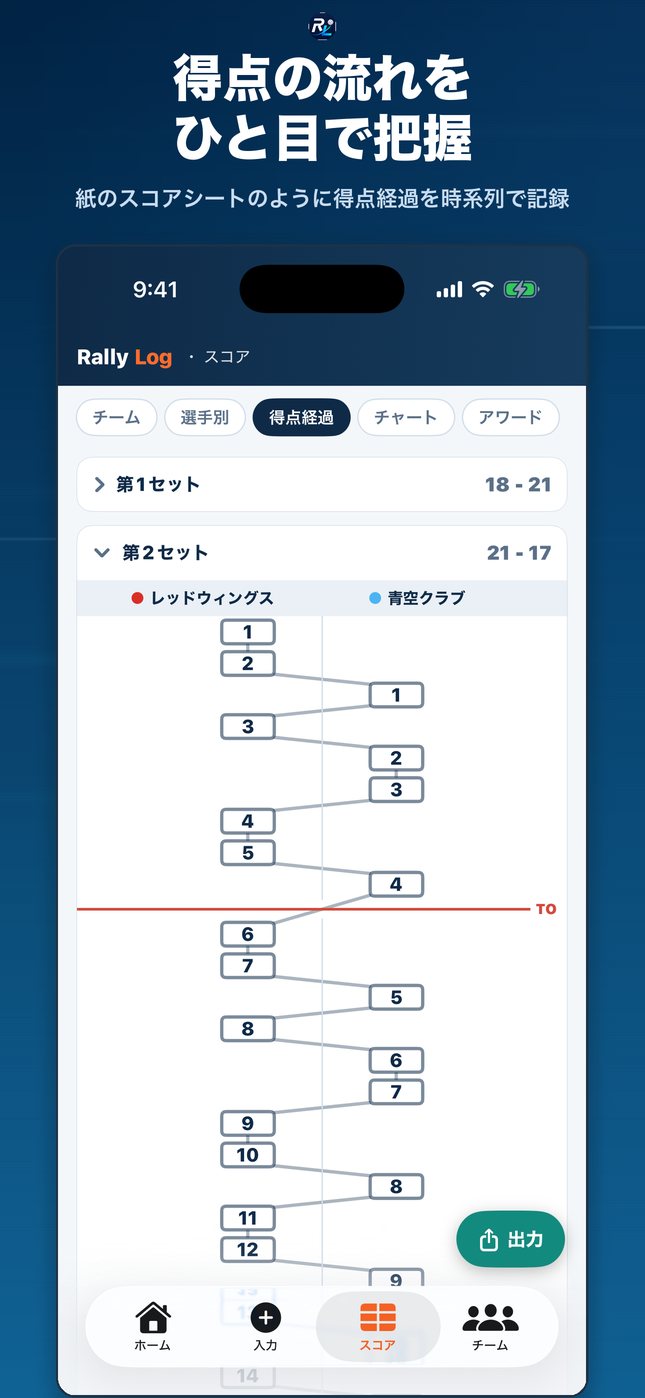 RL
得点の流れを
ひと目で把握
紙のスコアシートのように得点経過を時系列で記録
9:41
Rally Log ・ スコア
チーム 選手別 得点経過 チャート アワード
第1セット 18 - 21
第2セット 21 - 17
レッドウィングス 青空クラブ
1
2
1
3
2
3
4
5
4
TO
6
7
5
8
6
7
9
10
8
11
12
出力
9
ホーム 入力 スコア チーム
14